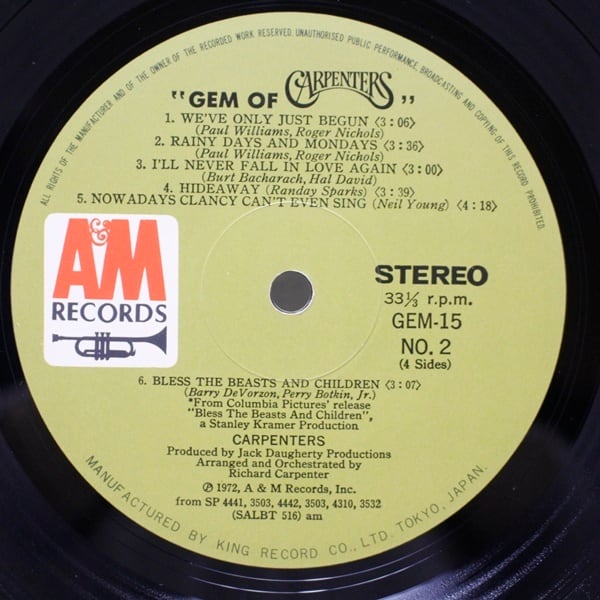 ALL RIGHTS OF THE MANUFACTURER AND OF THE OWNER OF THE RECORDED WORK RESERVED. UNAUTHORISED PUBLIC PERFORMANCE, BROADCASTING AND COPYING OF THIS RECORD PROHIBITED.
"GEM OF CARPENTERS"
1. WE'VE ONLY JUST BEGUN 〈3:06〉
(Paul Williams, Roger Nichols)
2. RAINY DAYS AND MONDAYS 〈3:36〉
(Paul Williams, Roger Nichols)
3. I'LL NEVER FALL IN LOVE AGAIN 〈3:00〉
(Burt Bacharach, Hal David)
4. HIDEAWAY (Randay Sparks) 〈3:39〉
5. NOWADAYS CLANCY CAN'T EVEN SING (Neil Young) 〈4:18〉
A&M
RECORDS
STEREO
33⅓ r.p.m.
GEM-15
NO. 2
(4 Sides)
6. BLESS THE BEASTS AND CHILDREN 〈3:07〉
(Barry DeVorzon, Perry Botkin, Jr.)
*From Columbia Pictures' release
"Bless The Beasts And Children",
a Stanley Kramer Production
CARPENTERS
Produced by Jack Daugherty Productions
Arranged and Orchestrated by
Richard Carpenter
℗ 1972, A & M Records, Inc.
from SP 4441, 3503, 4442, 3503, 4310, 3532
(SALBT 516) am
MANUFACTURED BY KING RECORD CO., LTD. TOKYO, JAPAN.